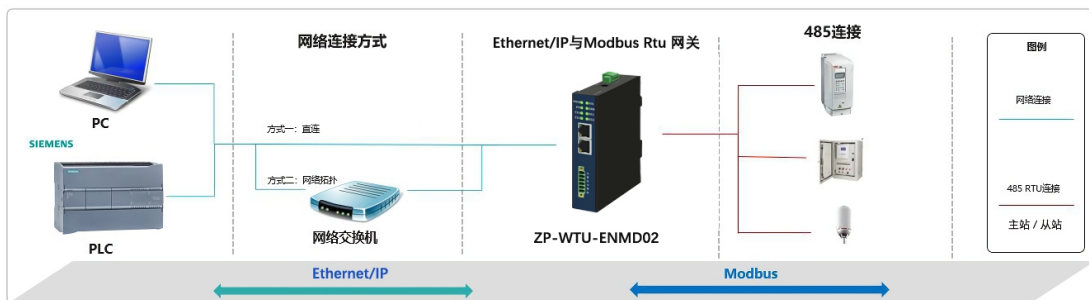 网络连接方式
Ethernet/IP与Modbus Rtu 网关
485连接
图例
PC
网络连接
方式一：直连
SIEMENS
方式二：网络拓扑
485 RTU连接
主站 / 从站
PLC
网络交换机
ZP-WTU-ENMD02
Ethernet/IP
Modbus